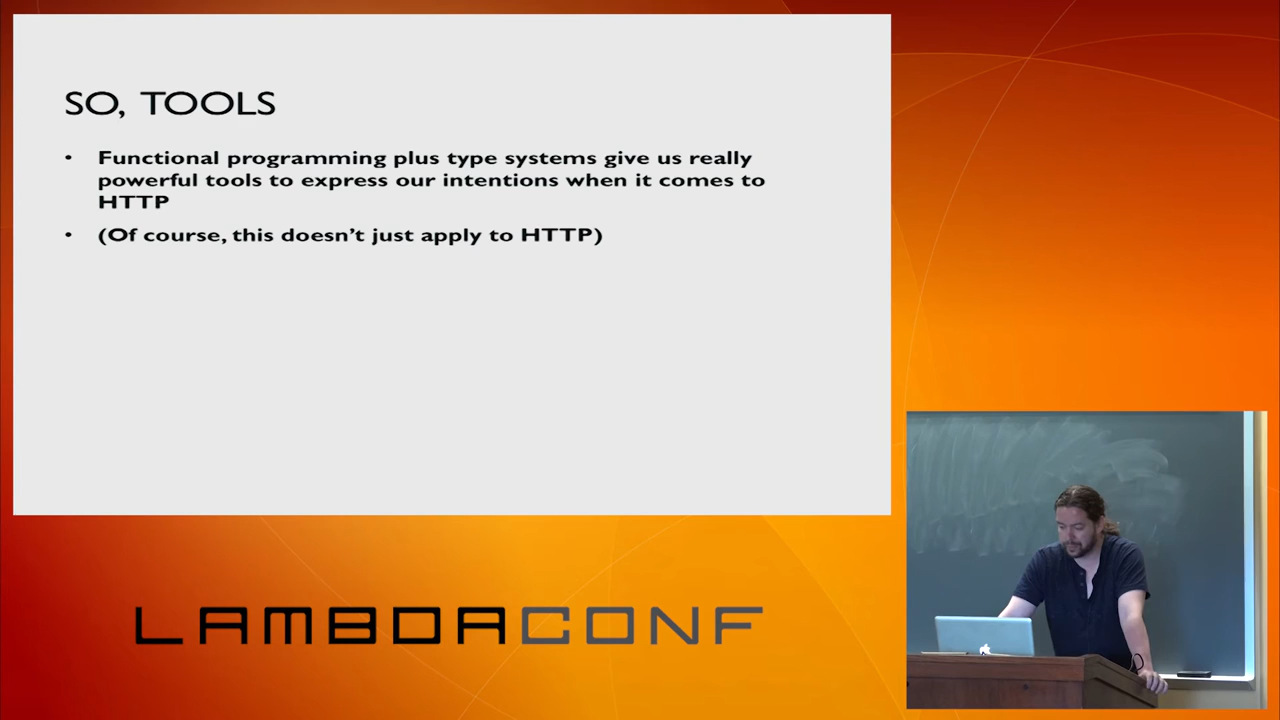 SO, TOOLS
• Functional programming plus type systems give us really
powerful tools to express our intentions when it comes to
HTTP
• (Of course, this doesn't just apply to HTTP)
LAMBDACONF